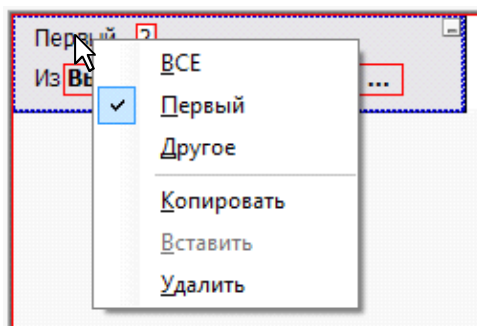 Первый ?
Из ...
ВСЕ
Первый
Другое
Копировать
Вставить
Удалить